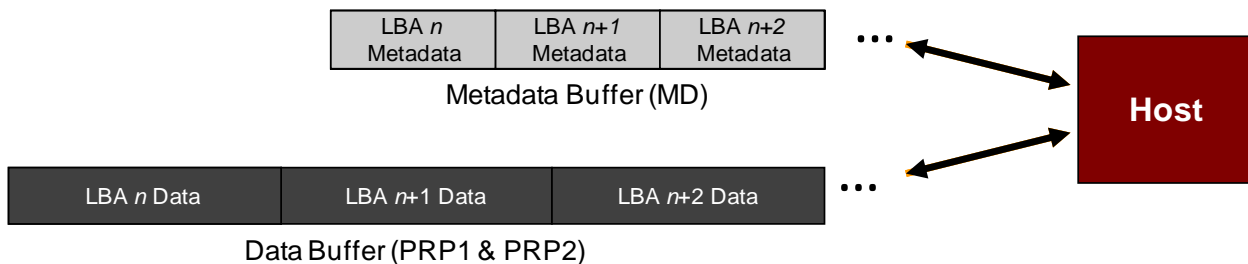 LBA n LBA n+1 LBA n+2
Metadata Metadata Metadata
...
Metadata Buffer (MD)
Host
LBA n Data LBA n+1 Data LBA n+2 Data
...
Data Buffer (PRP1 & PRP2)